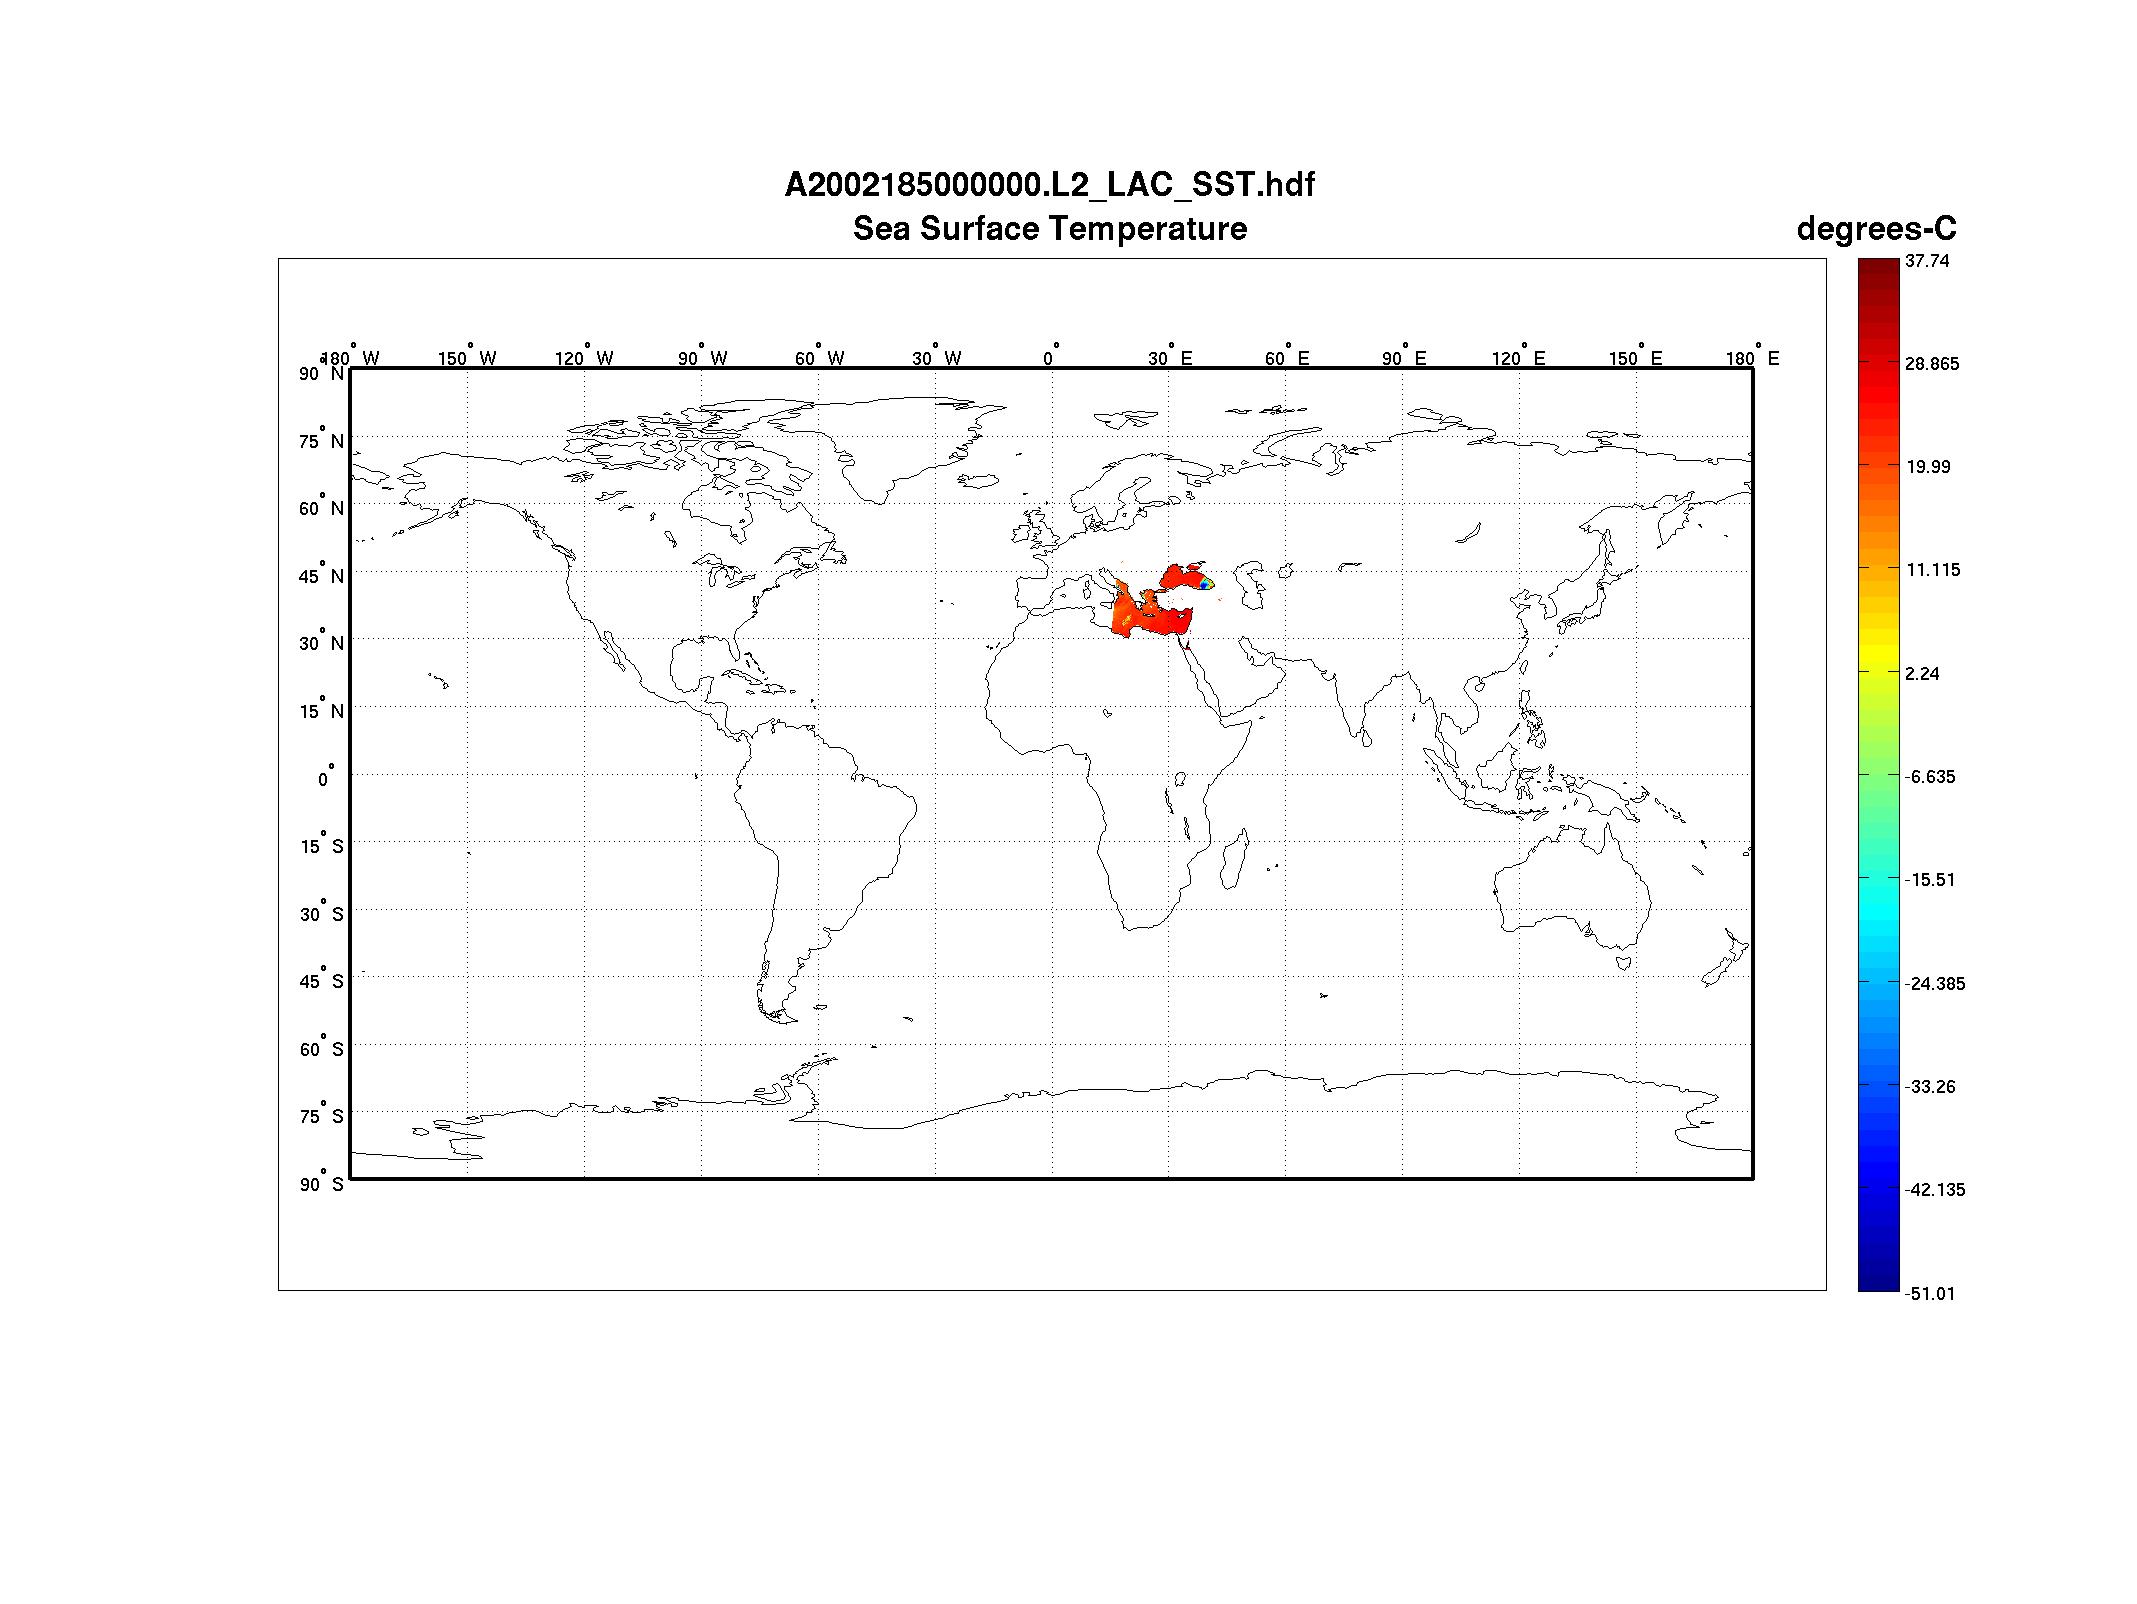 A2002185000000.L2_LAC_SST.hdf
Sea Surface Temperature
degrees-C
180° W 150° W 120° W 90° W 60° W 30° W 0° 30° E 60° E 90° E 120° E 150° E 180° E
90° N
75° N
60° N
45° N
30° N
15° N
0°
15° S
30° S
45° S
60° S
75° S
90° S
37.74
28.865
19.99
11.115
2.24
-6.635
-15.51
-24.385
-33.26
-42.135
-51.01